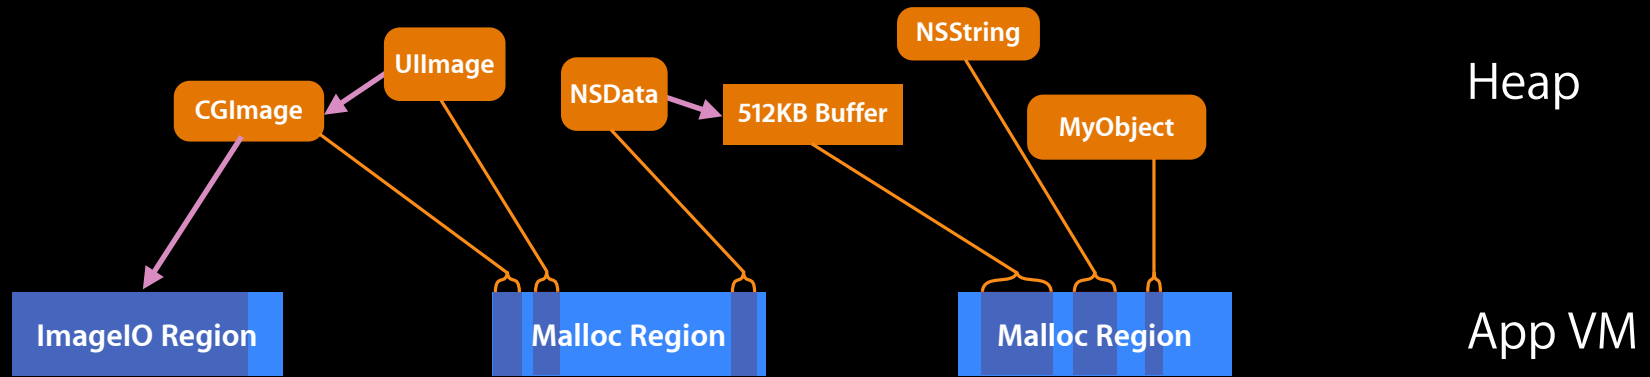 NSString
UIImage
Heap
NSData
CGImage
512KB Buffer
MyObject
ImageIO Region
Malloc Region
Malloc Region
App VM